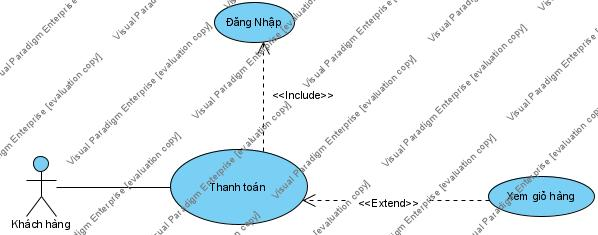 Đăng Nhập
<<Include>>
Thanh toán
<<Extend>>
Xem giỏ hàng
Khách hàng
Visual Paradigm Enterprise [evaluation copy]